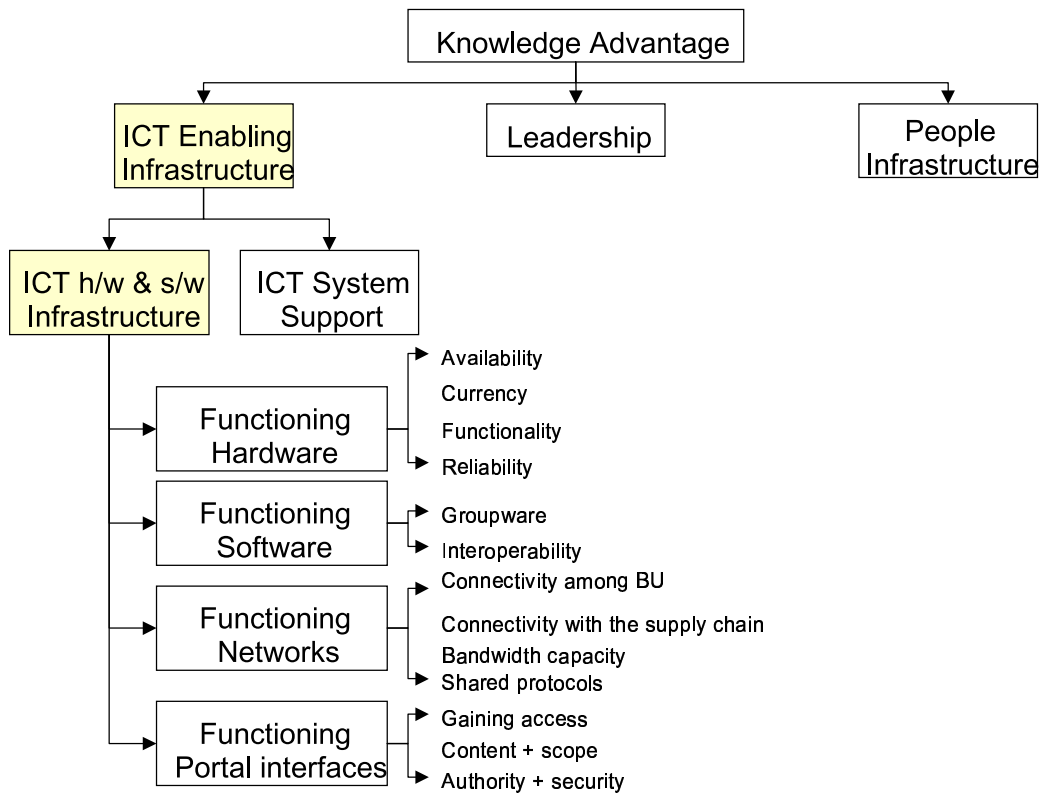 Knowledge Advantage
ICT Enabling
Infrastructure
Leadership
People
Infrastructure
ICT h/w & s/w
Infrastructure
ICT System
Support
Functioning
Hardware
Availability
Currency
Functionality
Reliability
Functioning
Software
Groupware
Interoperability
Functioning
Networks
Connectivity among BU
Connectivity with the supply chain
Bandwidth capacity
Shared protocols
Functioning
Portal interfaces
Gaining access
Content + scope
Authority + security